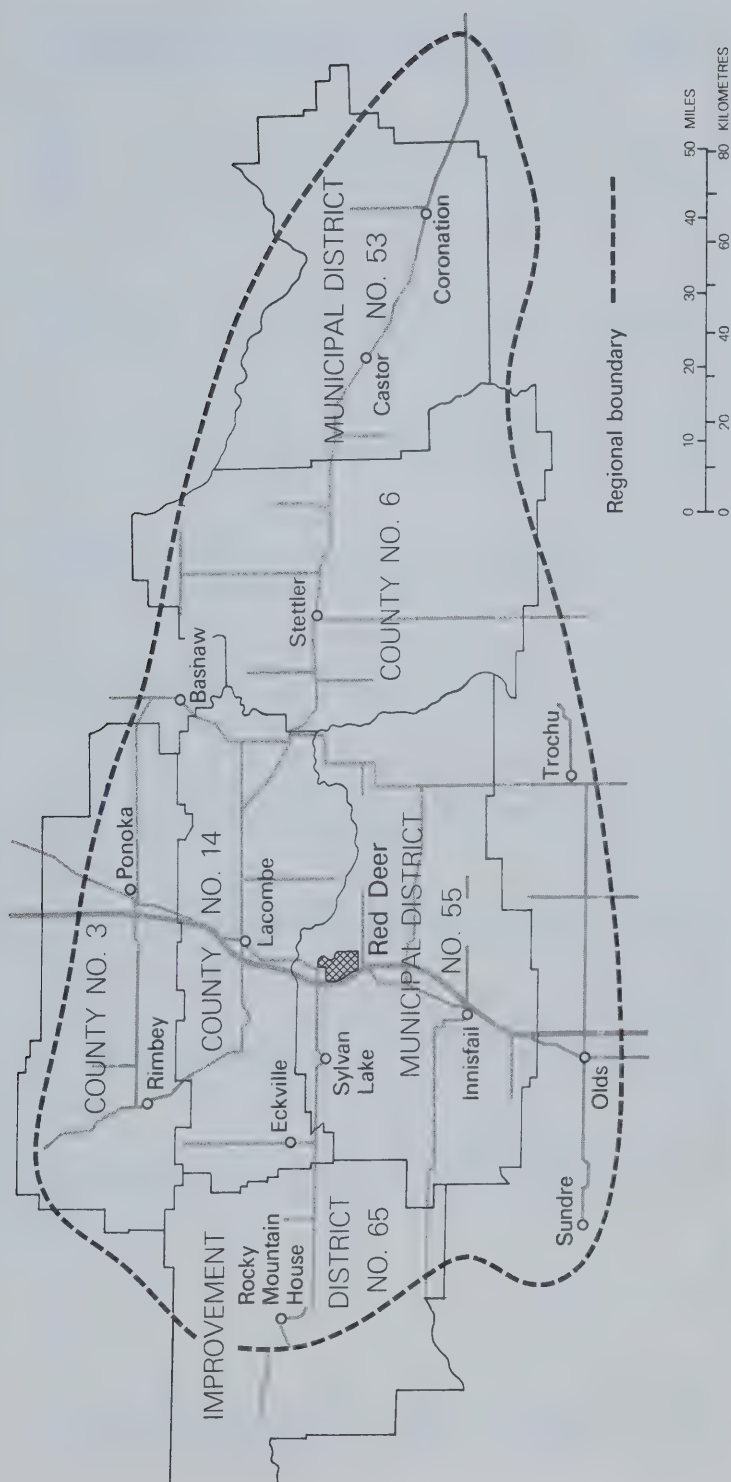 COUNTY NO. 3
Ponoka
Rimbey
Bashaw
COUNTY NO. 14
Lacombe
Eckville
Sylvan
Lake
Red Deer
IMPROVEMENT
DISTRICT
NO. 65
Rocky
Mountain
House
MUNICIPAL DISTRICT
NO. 55
Innisfail
Sundre
Olds
Trochu
Stettler
COUNTY NO. 6
MUNICIPAL DISTRICT
NO. 53
Castor
Coronation
Regional boundary
0 10 20 30 40 50 MILES
0 20 40 60 80 KILOMETRES